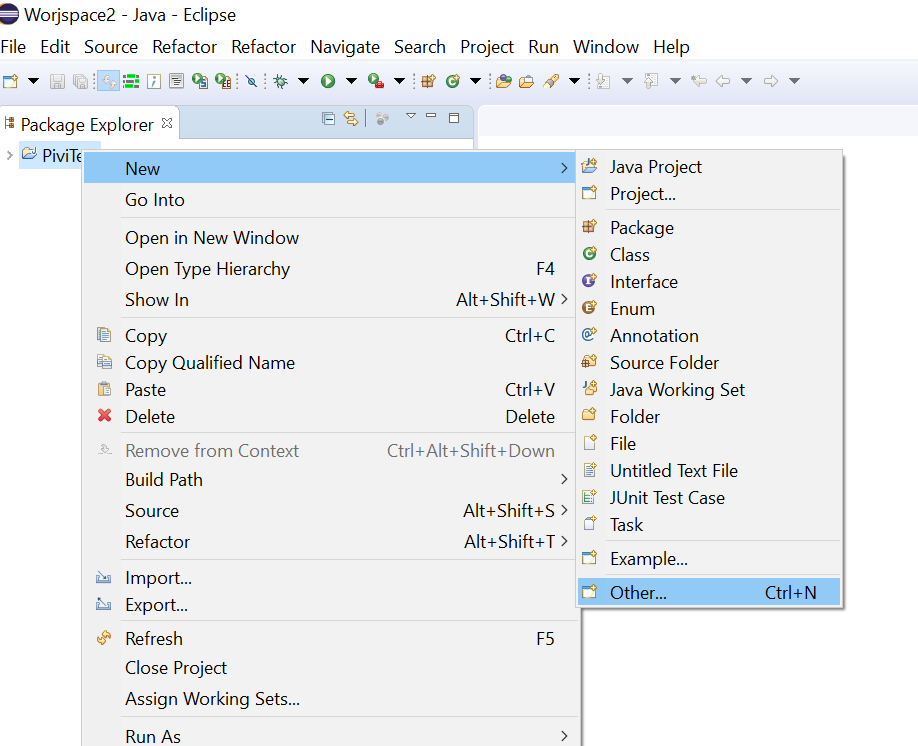 Worjspace2 - Java - Eclipse
File Edit Source Refactor Refactor Navigate Search Project Run Window Help
Package Explorer
PiviTe
New
Go Into
Open in New Window
Open Type Hierarchy F4
Show In Alt+Shift+W
Copy Ctrl+C
Copy Qualified Name
Paste Ctrl+V
Delete Delete
Remove from Context Ctrl+Alt+Shift+Down
Build Path
Source Alt+Shift+S
Refactor Alt+Shift+T
Import...
Export...
Refresh F5
Close Project
Assign Working Sets...
Run As
Java Project
Project...
Package
Class
Interface
Enum
Annotation
Source Folder
Java Working Set
Folder
File
Untitled Text File
JUnit Test Case
Task
Example...
Other... Ctrl+N